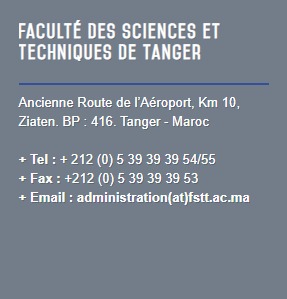 FACULTÉ DES SCIENCES ET
TECHNIQUES DE TANGER
Ancienne Route de l'Aéroport, Km 10,
Ziaten. BP : 416. Tanger - Maroc
+ Tel : + 212 (0) 5 39 39 39 54/55
+ Fax : +212 (0) 5 39 39 39 53
+ Email : administration(at)fstt.ac.ma